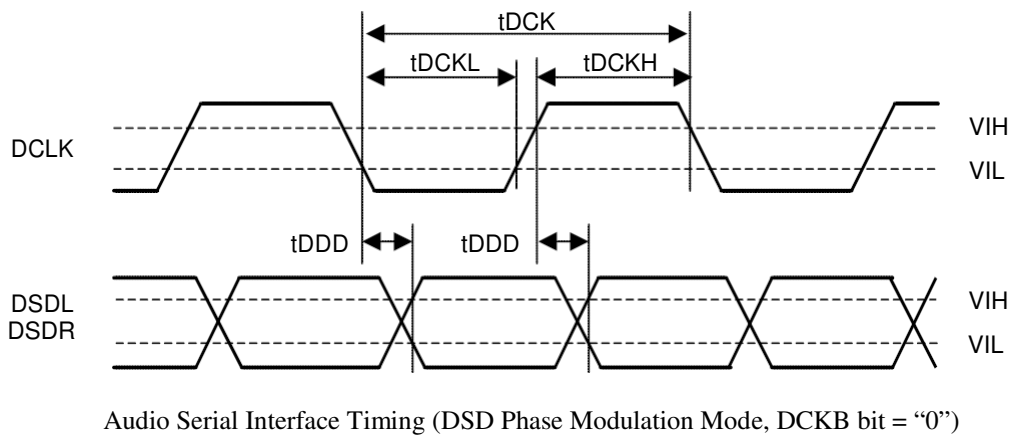 tDCK
tDCKL tDCKH
DCLK
VIH
VIL
tDDD tDDD
DSDL
DSDR
VIH
VIL
Audio Serial Interface Timing (DSD Phase Modulation Mode, DCKB bit = “0”)